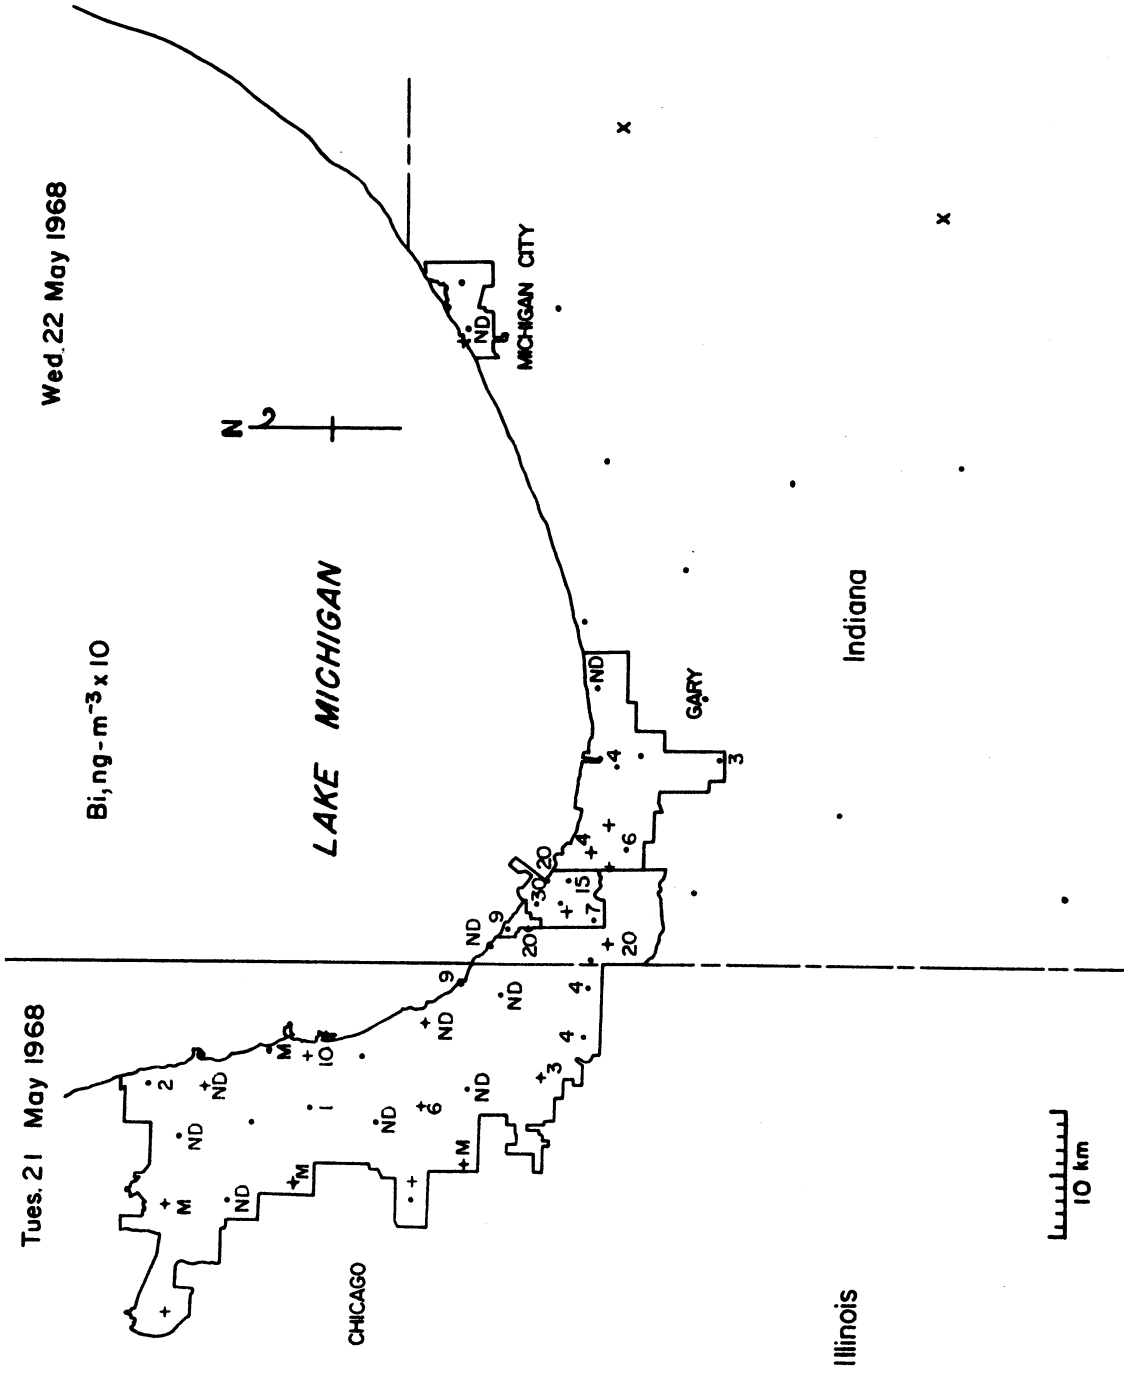 Tues. 21 May 1968
Bi, ng-m⁻³ x 10
Wed. 22 May 1968
N
LAKE MICHIGAN
CHICAGO
MICHIGAN CITY
GARY
Illinois
Indiana
10 km
2
ND
ND
M
ND
M
10
1
M
ND
6
M
ND
ND
9
ND
3
4
4
ND
9
20
30
20
15
7
20
4
6
4
3
ND
ND
x
x